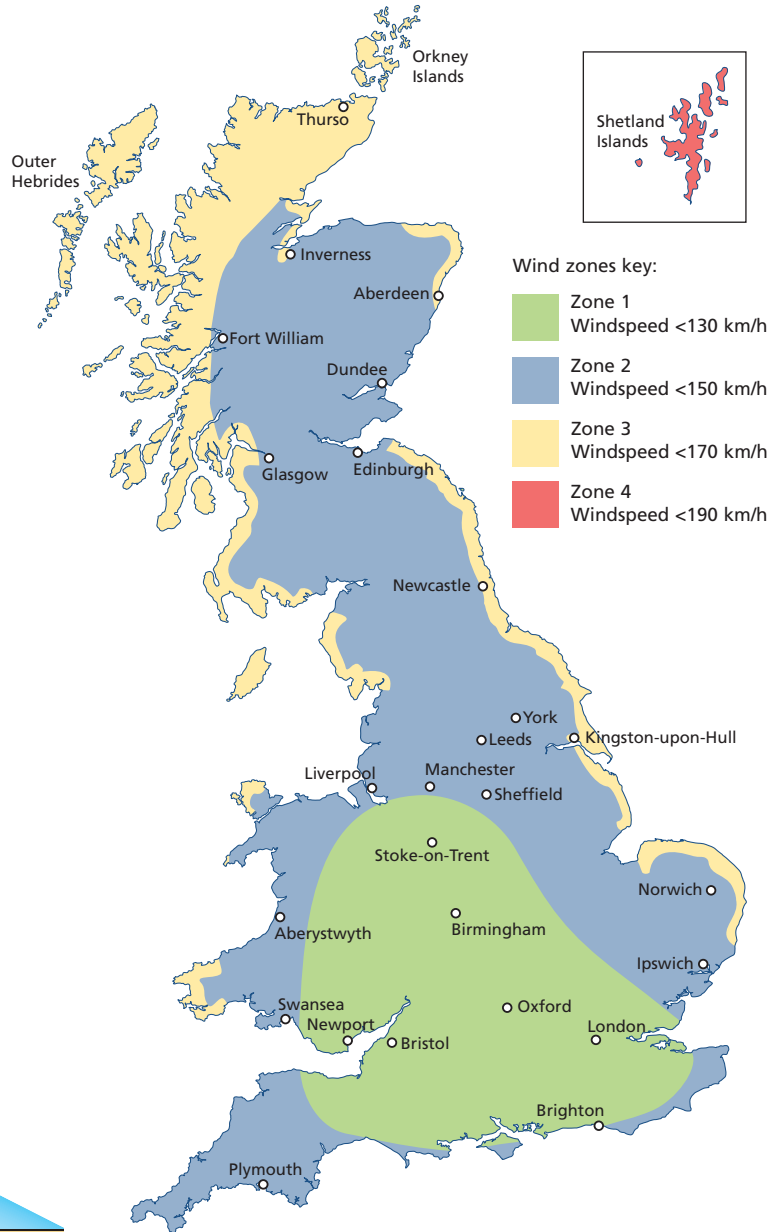 Orkney
Islands
Thurso
Outer
Hebrides
Shetland
Islands
Inverness
Wind zones key:
Aberdeen
Zone 1
Windspeed <130 km/h
Fort William
Zone 2
Windspeed <150 km/h
Dundee
Zone 3
Windspeed <170 km/h
Glasgow
Edinburgh
Zone 4
Windspeed <190 km/h
Newcastle
York
Leeds
Kingston-upon-Hull
Liverpool
Manchester
Sheffield
Stoke-on-Trent
Norwich
Aberystwyth
Birmingham
Ipswich
Swansea
Newport
Oxford
London
Bristol
Brighton
Plymouth